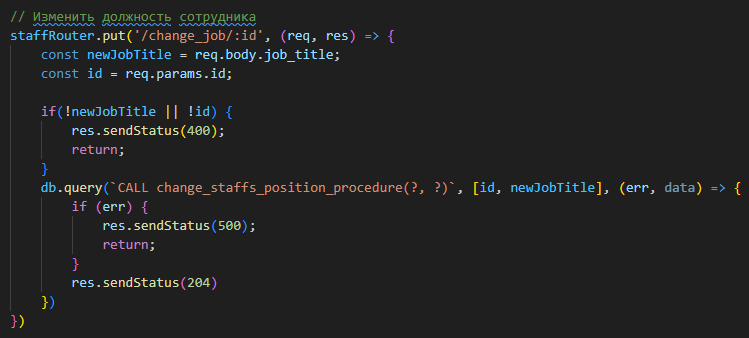 // Изменить должность сотрудника
staffRouter.put('/change_job/:id', (req, res) => {
    const newJobTitle = req.body.job_title;
    const id = req.params.id;

    if(!newJobTitle || !id) {
        res.sendStatus(400);
        return;
    }
    db.query(`CALL change_staffs_position_procedure(?, ?)`, [id, newJobTitle], (err, data) => {
        if (err) {
            res.sendStatus(500);
            return;
        }
        res.sendStatus(204)
    })
})